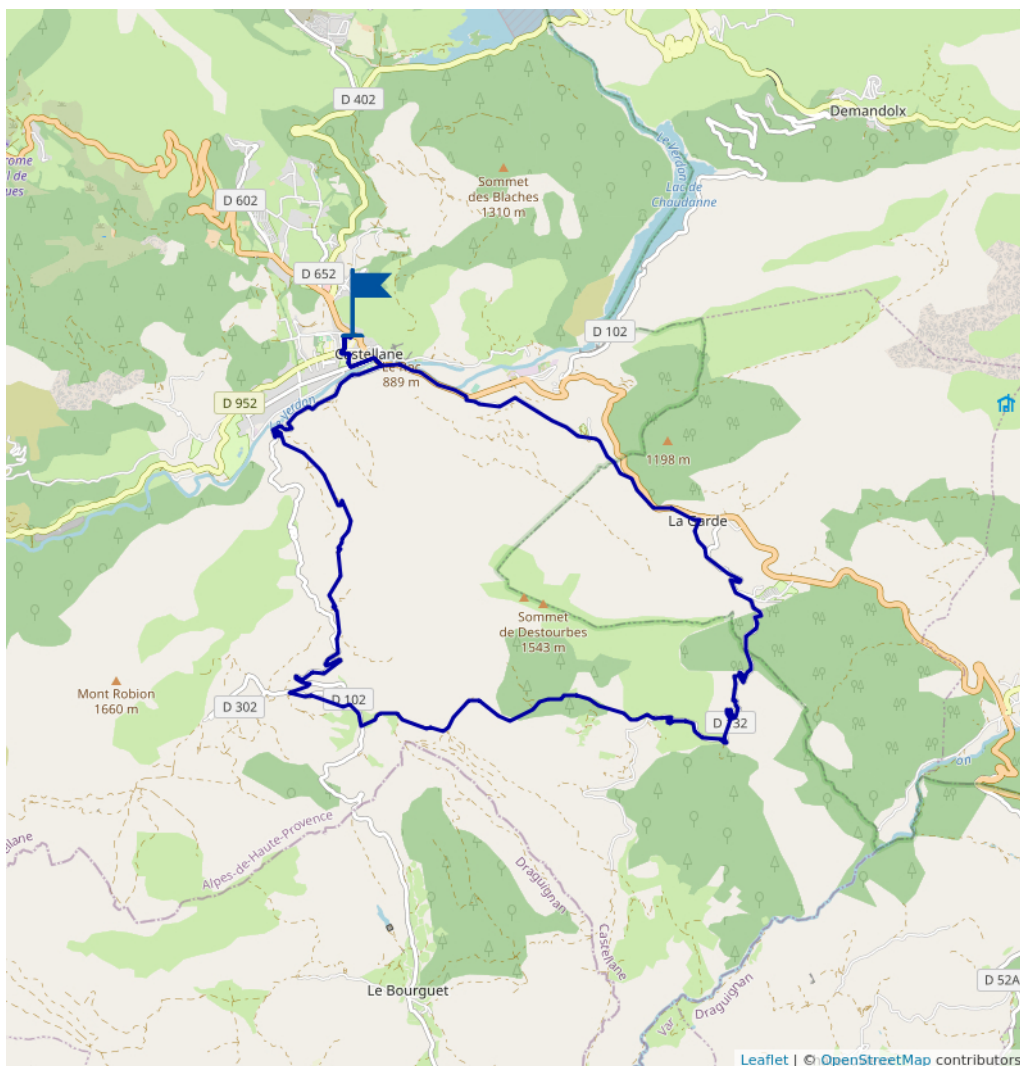 D 402
Demandolx
Le Verdon
Lac de
Chaudanne
Sommet
des Blaches
1310 m
D 602
D 652
D 102
Castellane
889 m
D 952
Le Verdon
1198 m
La Garde
Sommet
de Destourbes
1543 m
Mont Robion
1660 m
D 302
D 102
Alpes-de-Haute-Provence
Draguignan
Castellane
Le Bourguet
Var
Draguignan
D 52A
Leaflet | © OpenStreetMap contributors